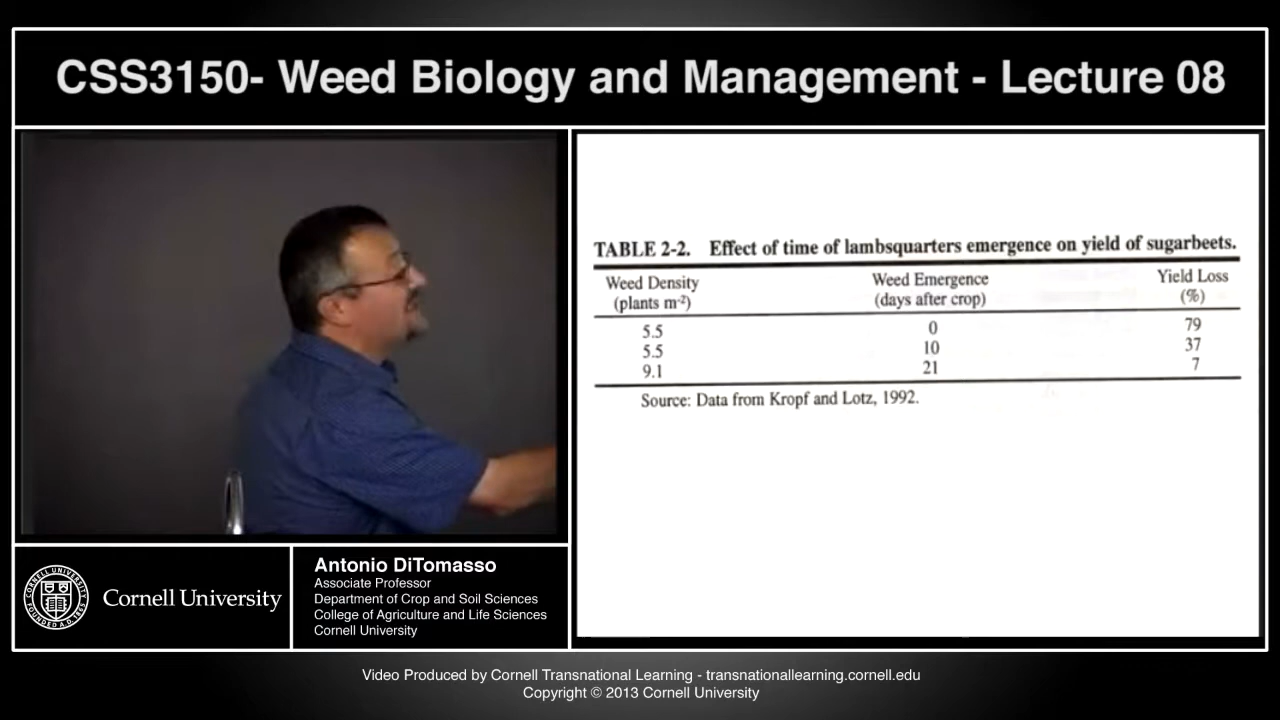 CSS3150- Weed Biology and Management - Lecture 08
TABLE 2-2. Effect of time of lambsquarters emergence on yield of sugarbeets.
Weed Density Weed Emergence Yield Loss
(plants m⁻²) (days after crop) (%)
5.5 0 79
5.5 10 37
9.1 21 7
Source: Data from Kropf and Lotz, 1992.
CORNELL UNIVERSITY
FOUNDED A.D. 1865
Cornell University
Antonio DiTomasso
Associate Professor
Department of Crop and Soil Sciences
College of Agriculture and Life Sciences
Cornell University
Video Produced by Cornell Transnational Learning - transnationallearning.cornell.edu
Copyright © 2013 Cornell University